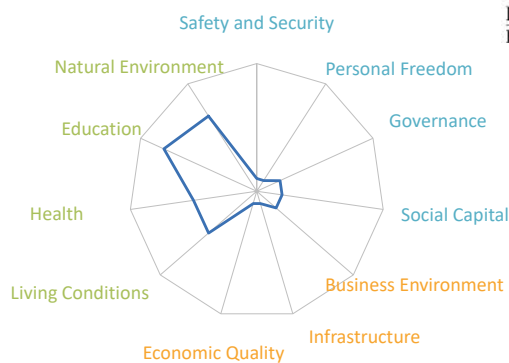 Safety and Security
Natural Environment
Personal Freedom
Education
Governance
Health
Social Capital
Living Conditions
Business Environment
Infrastructure
Economic Quality